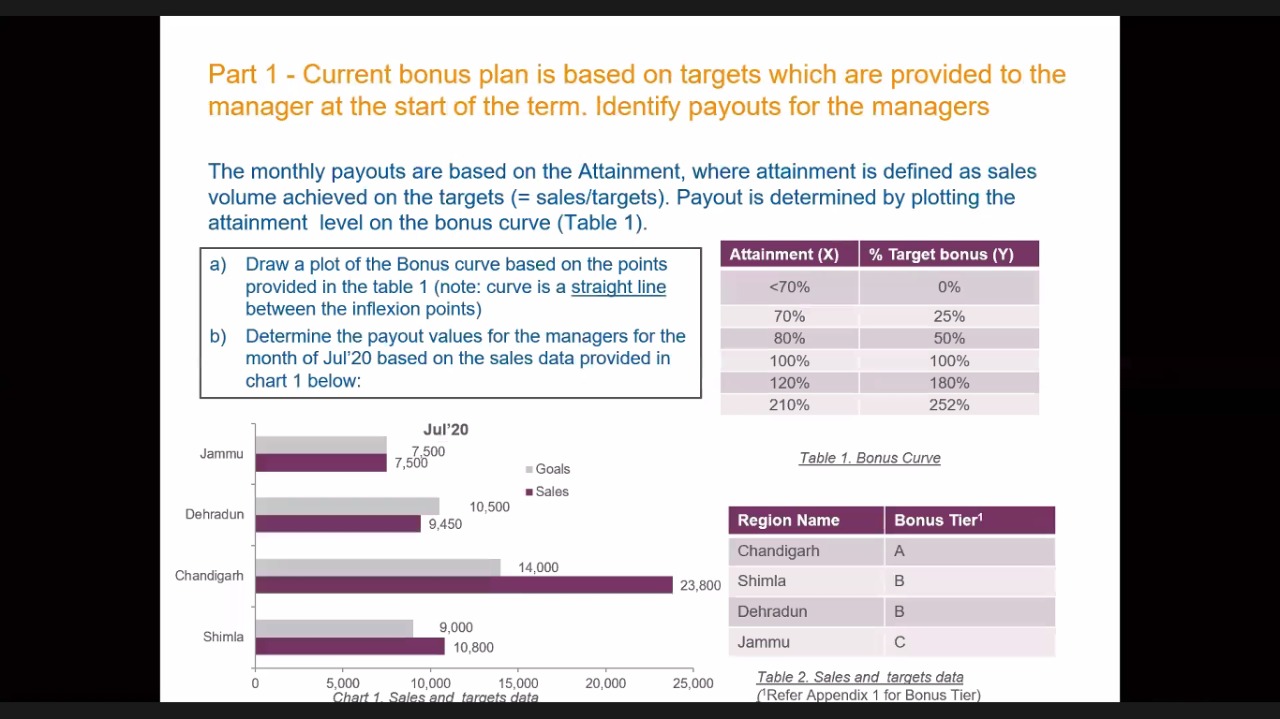 Part 1 - Current bonus plan is based on targets which are provided to the
manager at the start of the term. Identify payouts for the managers
The monthly payouts are based on the Attainment, where attainment is defined as sales
volume achieved on the targets (= sales/targets). Payout is determined by plotting the
attainment level on the bonus curve (Table 1).
a) Draw a plot of the Bonus curve based on the points
provided in the table 1 (note: curve is a straight line
between the inflexion points)
b) Determine the payout values for the managers for the
month of Jul'20 based on the sales data provided in
chart 1 below:
Attainment (X) % Target bonus (Y)
<70% 0%
70% 25%
80% 50%
100% 100%
120% 180%
210% 252%
Table 1. Bonus Curve
Jul'20
Goals
Sales
Jammu
7,500
7,500
Dehradun
10,500
9,450
Chandigarh
14,000
23,800
Shimla
9,000
10,800
0 5,000 10,000 15,000 20,000 25,000
Chart 1. Sales and targets data
Region Name Bonus Tier¹
Chandigarh A
Shimla B
Dehradun B
Jammu C
Table 2. Sales and targets data
(¹Refer Appendix 1 for Bonus Tier)